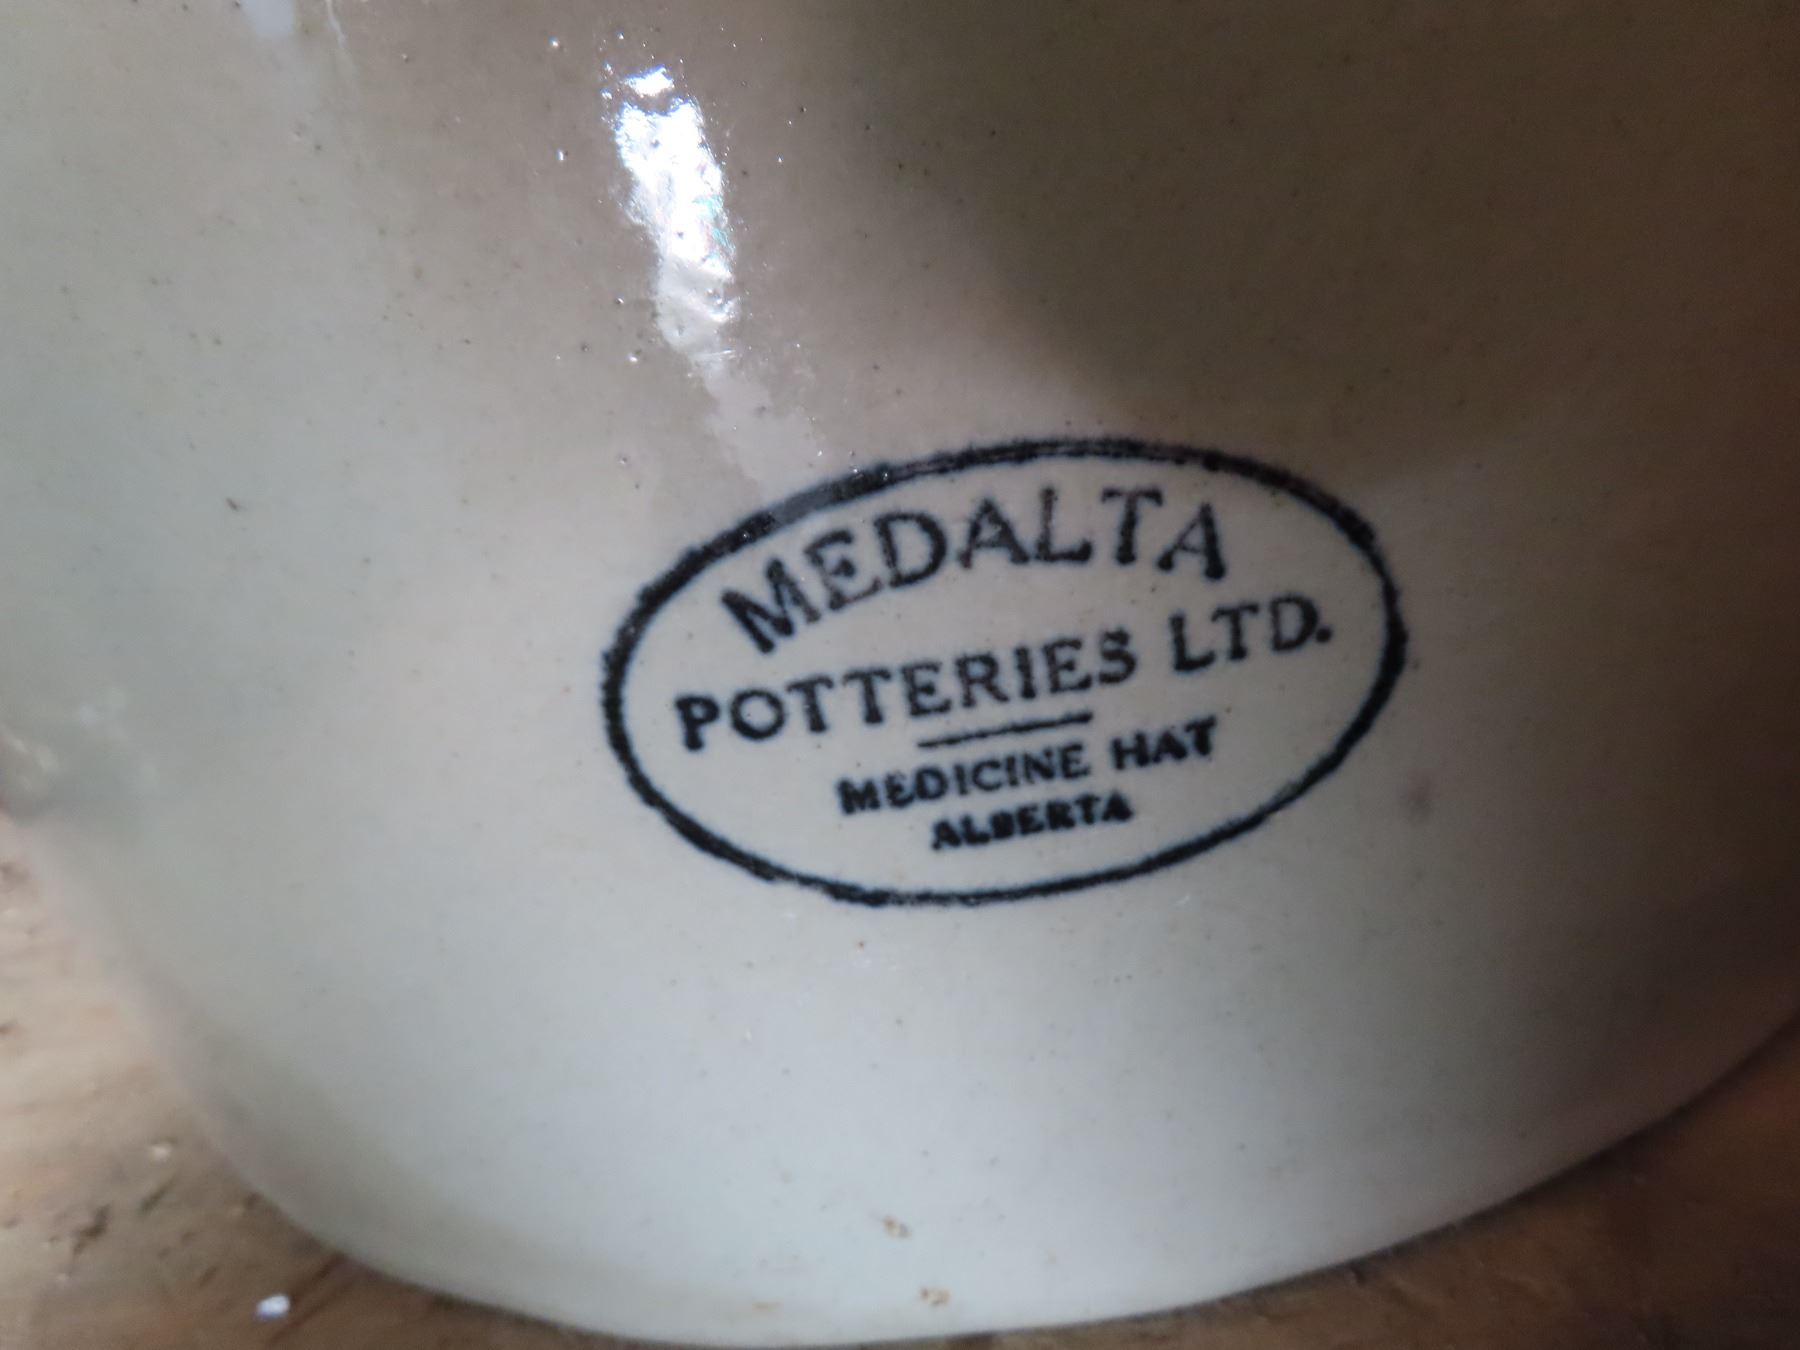 MEDALTA
POTTERIES LTD.
MEDICINE HAT
ALBERTA